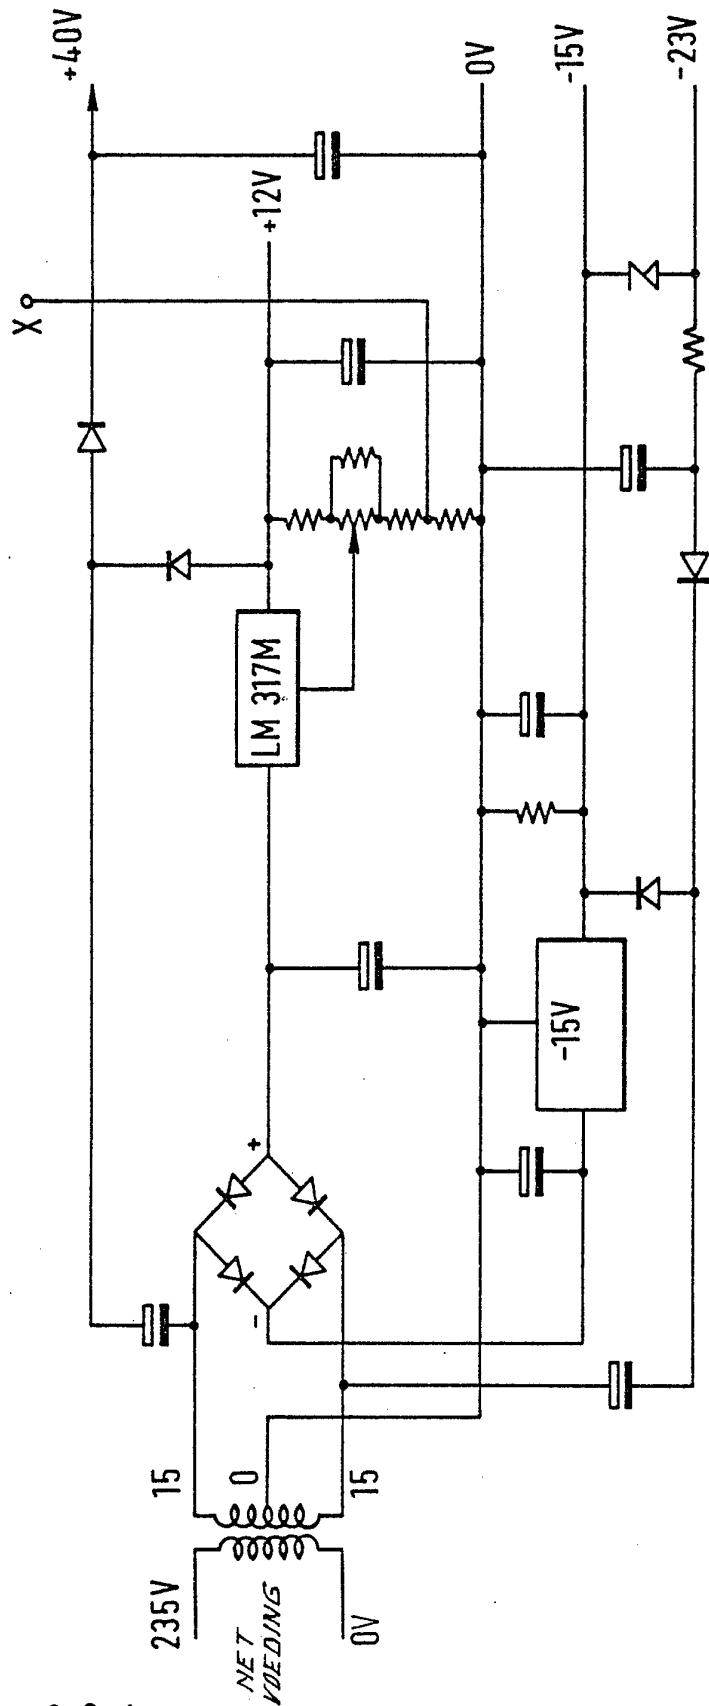 +40V
X
+12V
0V
-15V
-23V
LM 317M
-15V
+
-
15
0
15
235V
0V
NET
VOEDING